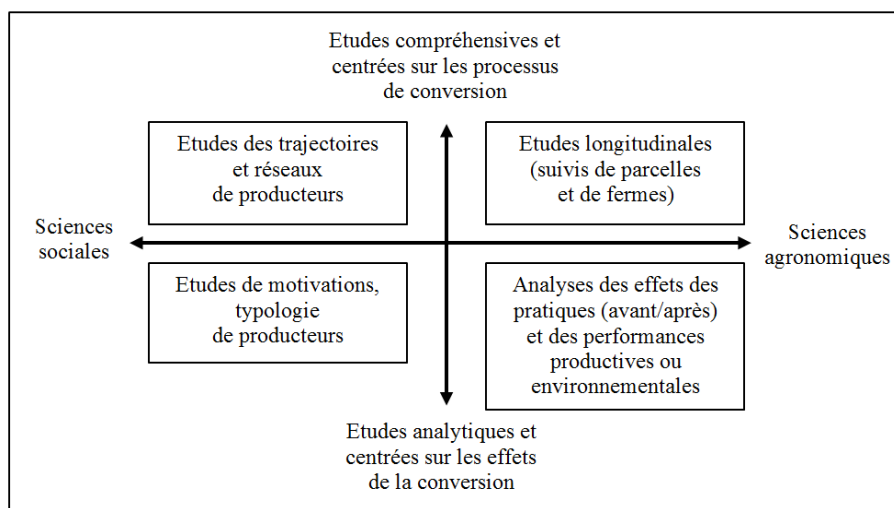 Etudes compréhensives et
centrées sur les processus
de conversion
Etudes des trajectoires
et réseaux
de producteurs
Etudes longitudinales
(suivis de parcelles
et de fermes)
Sciences
sociales
Sciences
agronomiques
Etudes de motivations,
typologie
de producteurs
Analyses des effets des
pratiques (avant/après)
et des performances
productives ou
environnementales
Etudes analytiques et
centrées sur les effets
de la conversion